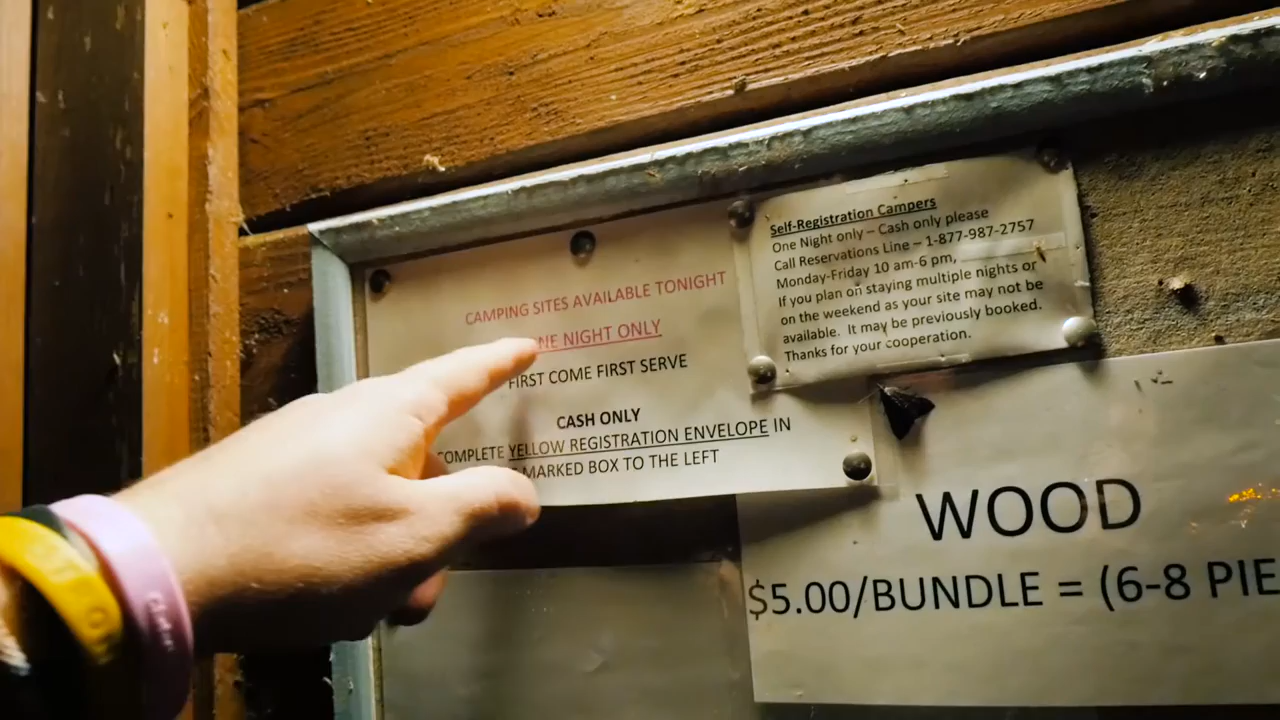 CAMPING SITES AVAILABLE TONIGHT
NIGHT ONLY
FIRST COME FIRST SERVE
CASH ONLY
COMPLETE YELLOW REGISTRATION ENVELOPE IN
MARKED BOX TO THE LEFT
Self-Registration Campers
One Night only – Cash only please
Call Reservations Line – 1-877-987-2757
Monday-Friday 10 am-6 pm,
If you plan on staying multiple nights or
on the weekend as your site may not be
available. It may be previously booked.
Thanks for your cooperation.
WOOD
$5.00/BUNDLE = (6-8 PIE